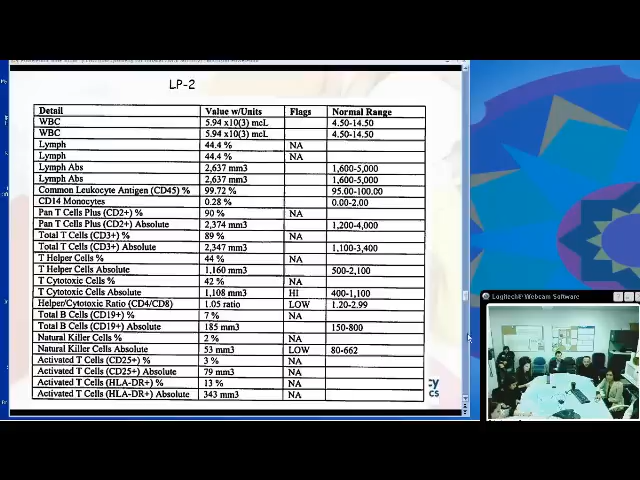 LP-2
Detail Value w/Units Flags Normal Range
WBC 5.94 x10(3) mcL 4.50-14.50
WBC 5.94 x10(3) mcL 4.50-14.50
Lymph 44.4 % NA
Lymph 44.4 % NA
Lymph Abs 2,637 mm3 1,600-5,000
Lymph Abs 2,637 mm3 1,600-5,000
Common Leukocyte Antigen (CD45) % 99.72 % 95.00-100.00
CD14 Monocytes 0.28 % 0.00-2.00
Pan T Cells Plus (CD2+) % 90 % NA
Pan T Cells Plus (CD2+) Absolute 2,374 mm3 1,200-4,000
Total T Cells (CD3+) % 89 % NA
Total T Cells (CD3+) Absolute 2,347 mm3 1,100-3,400
T Helper Cells % 44 % NA
T Helper Cells Absolute 1,160 mm3 500-2,100
T Cytotoxic Cells % 42 % NA
T Cytotoxic Cells Absolute 1,108 mm3 HI 400-1,100
Helper/Cytotoxic Ratio (CD4/CD8) 1.05 ratio LOW 1.20-2.99
Total B Cells (CD19+) % 7 % NA
Total B Cells (CD19+) Absolute 185 mm3 150-800
Natural Killer Cells % 2 % NA
Natural Killer Cells Absolute 53 mm3 LOW 80-662
Activated T Cells (CD25+) % 3 % NA
Activated T Cells (CD25+) Absolute 79 mm3 NA
Activated T Cells (HLA-DR+) % 13 % NA
Activated T Cells (HLA-DR+) Absolute 343 mm3 NA
Logitech® Webcam Software